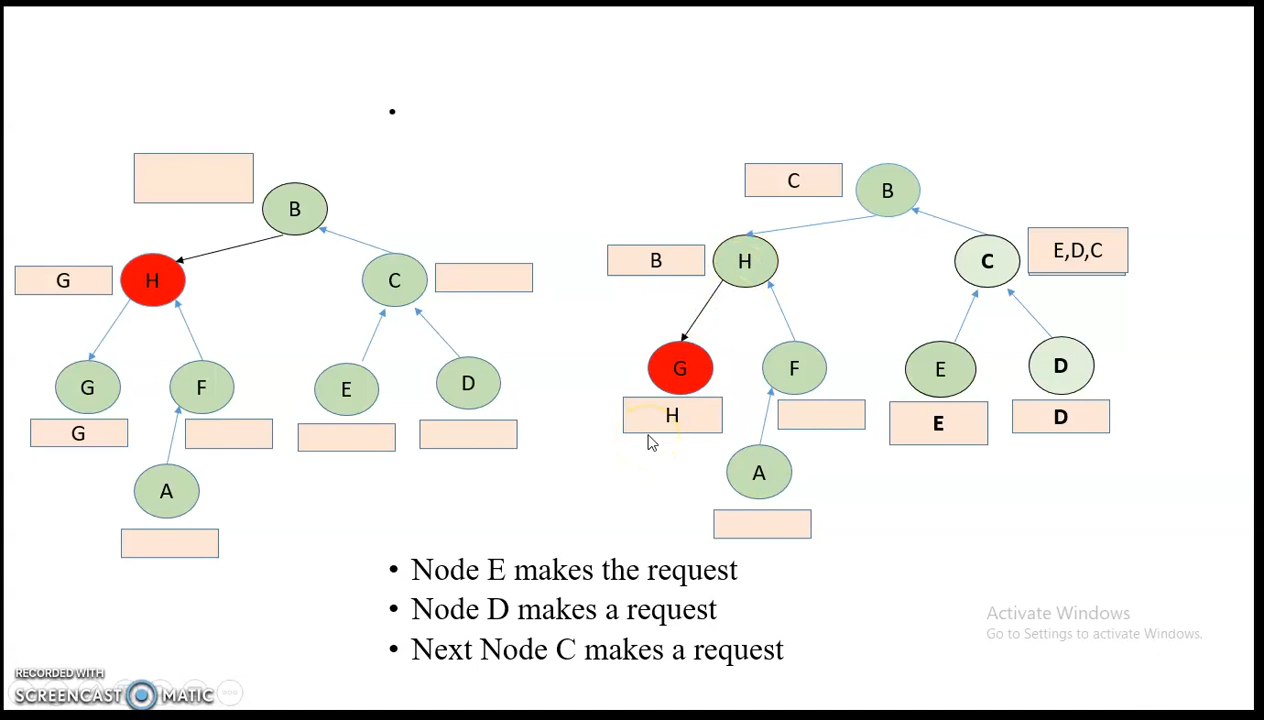 B
G
H
C
G
F
E
D
G
A
C
B
B
H
C
E,D,C
G
F
E
D
H
E
D
A
• Node E makes the request
• Node D makes a request
• Next Node C makes a request
Activate Windows
Go to Settings to activate Windows.
RECORDED WITH
SCREENCAST MATIC